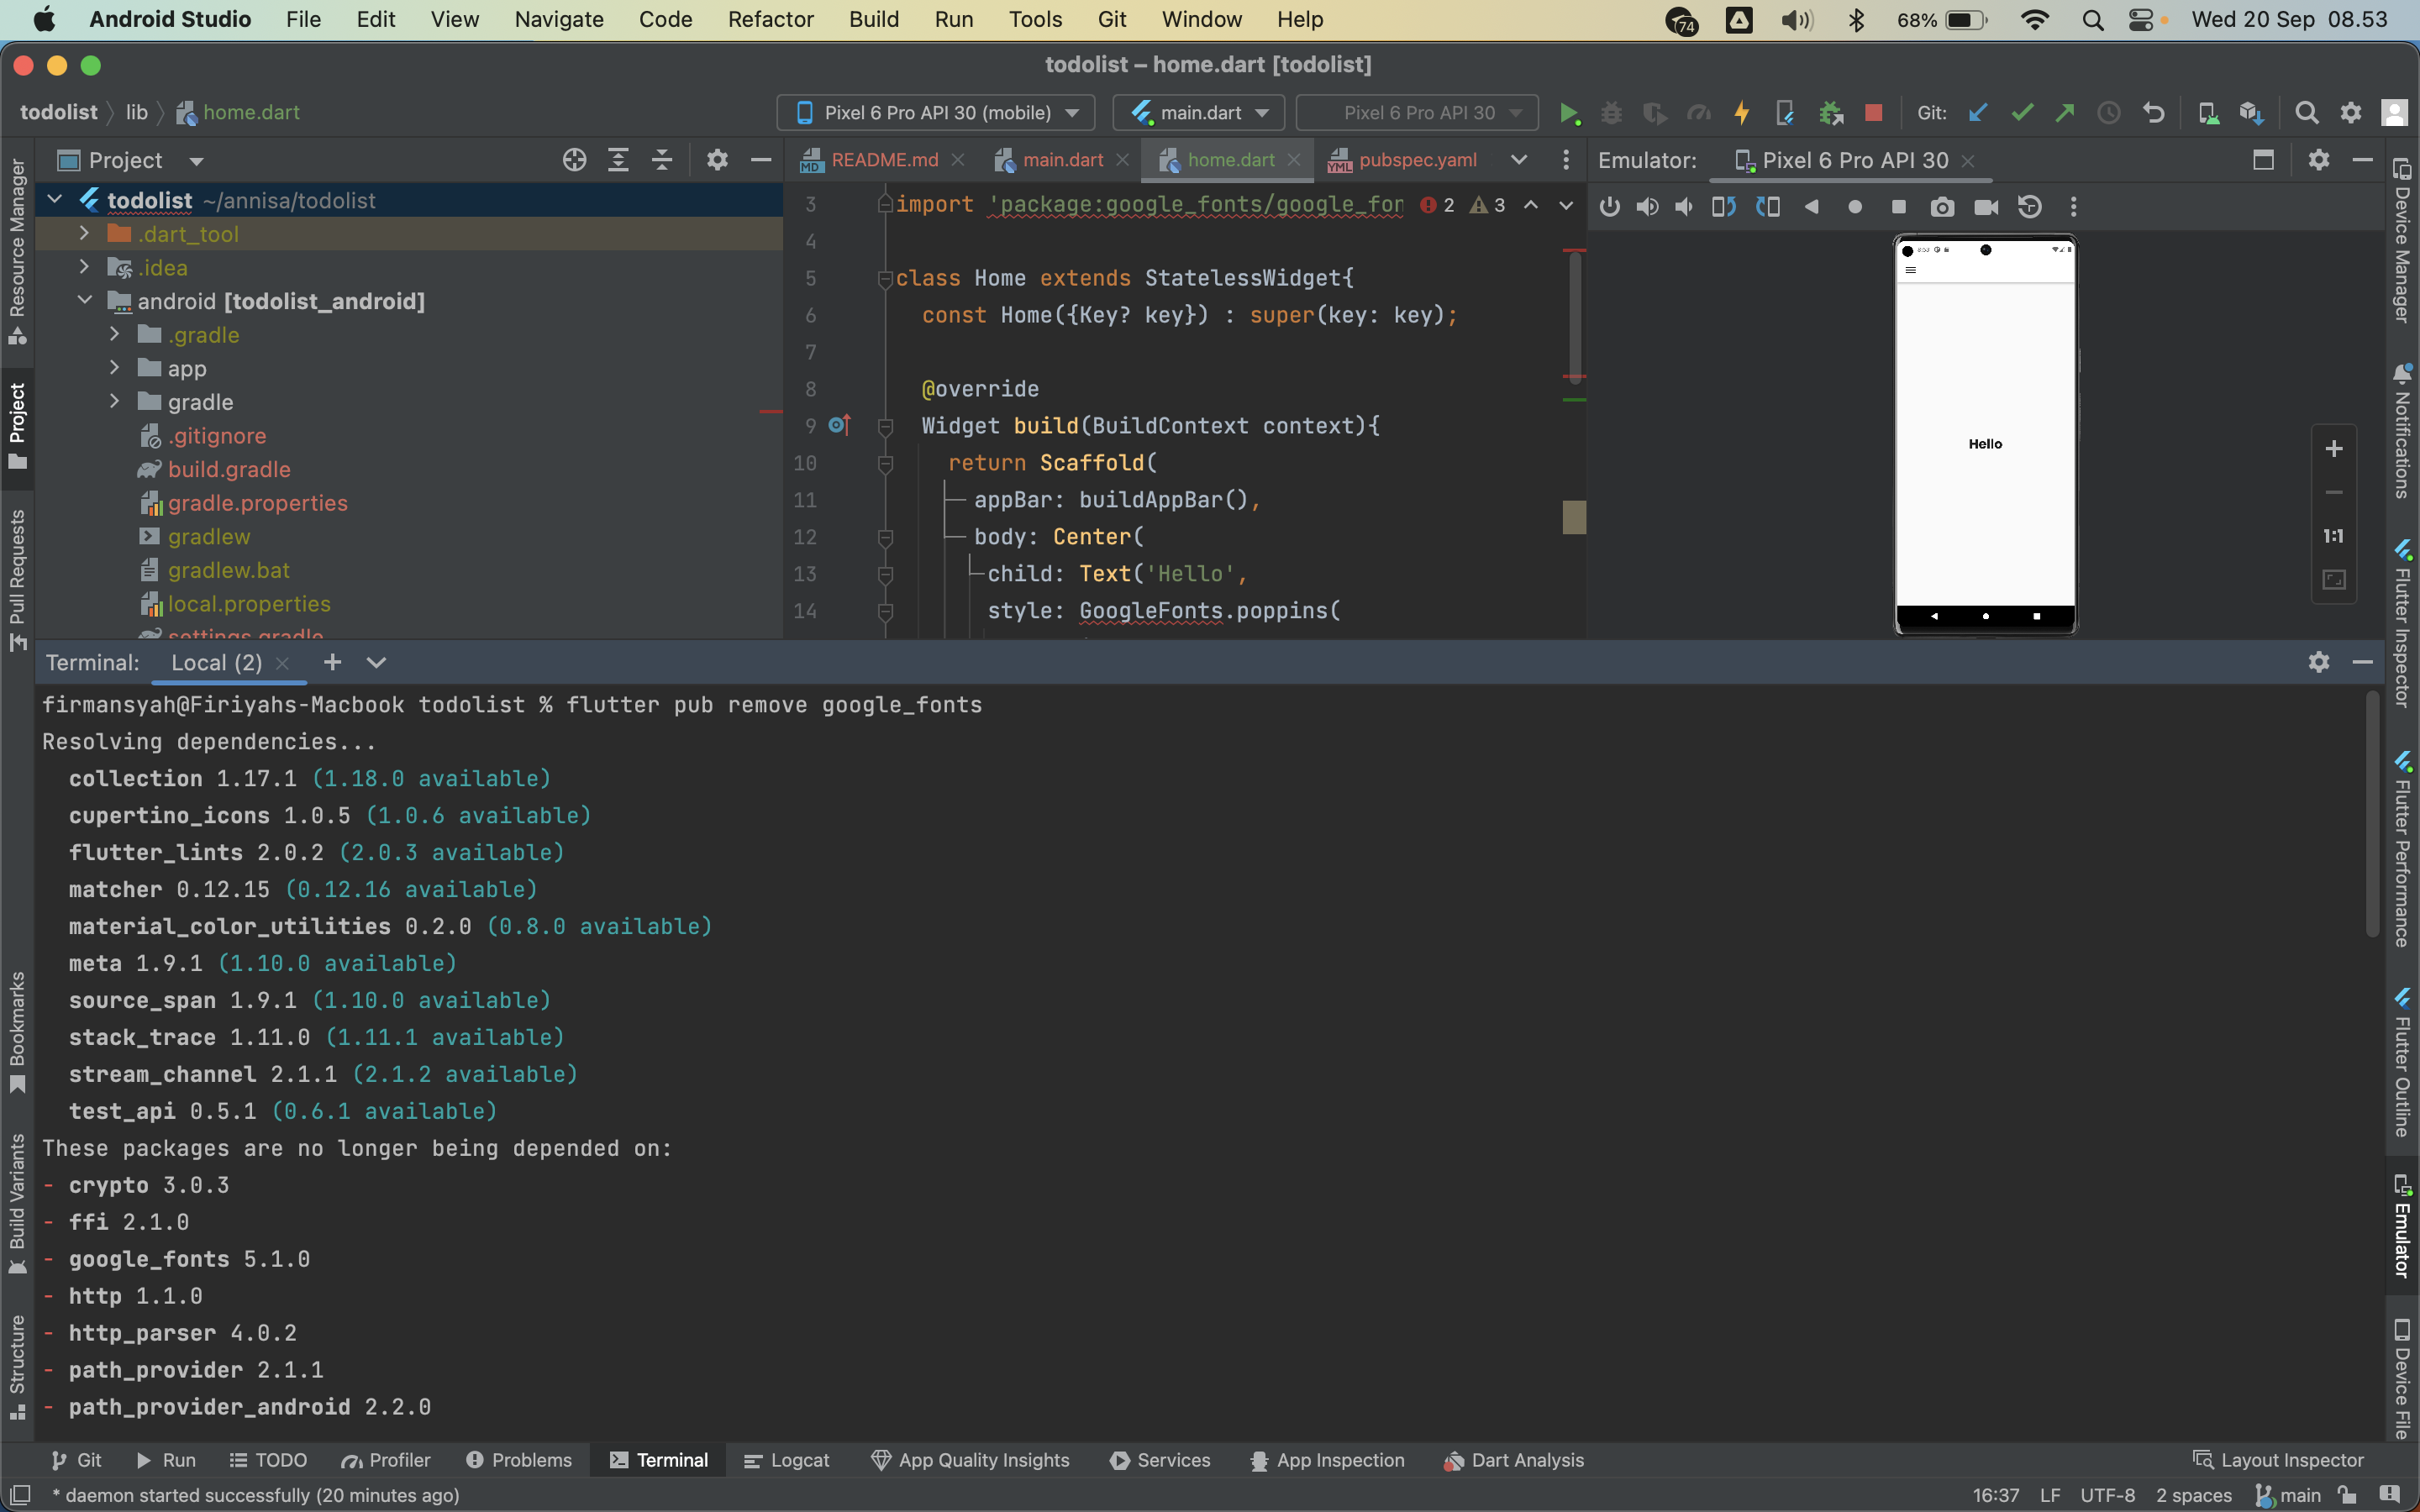 Android Studio File Edit View Navigate Code Refactor Build Run Tools Git Window Help 74 68% Wed 20 Sep 08.53
todolist – home.dart [todolist]
todolist lib home.dart Pixel 6 Pro API 30 (mobile) main.dart Pixel 6 Pro API 30 Git:
Project README.md main.dart home.dart pubspec.yaml Emulator: Pixel 6 Pro API 30
todolist ~/annisa/todolist
.dart_tool
.idea
android [todolist_android]
.gradle
app
gradle
.gitignore
build.gradle
gradle.properties
gradlew
gradlew.bat
local.properties
settings.gradle
3 import 'package:google_fonts/google_fon 2 3
4
5 class Home extends StatelessWidget{
6 const Home({Key? key}) : super(key: key);
7
8 @override
9 Widget build(BuildContext context){
10 return Scaffold(
11 appBar: buildAppBar(),
12 body: Center(
13 child: Text('Hello',
14 style: GoogleFonts.poppins(
Hello
1:1
Resource Manager
Project
Pull Requests
Bookmarks
Build Variants
Structure
Device Manager
Notifications
Flutter Inspector
Flutter Performance
Flutter Outline
Emulator
Device File
Terminal: Local (2)
firmansyah@Firiyahs-Macbook todolist % flutter pub remove google_fonts
Resolving dependencies...
collection 1.17.1 (1.18.0 available)
cupertino_icons 1.0.5 (1.0.6 available)
flutter_lints 2.0.2 (2.0.3 available)
matcher 0.12.15 (0.12.16 available)
material_color_utilities 0.2.0 (0.8.0 available)
meta 1.9.1 (1.10.0 available)
source_span 1.9.1 (1.10.0 available)
stack_trace 1.11.0 (1.11.1 available)
stream_channel 2.1.1 (2.1.2 available)
test_api 0.5.1 (0.6.1 available)
These packages are no longer being depended on:
- crypto 3.0.3
- ffi 2.1.0
- google_fonts 5.1.0
- http 1.1.0
- http_parser 4.0.2
- path_provider 2.1.1
- path_provider_android 2.2.0
Git Run TODO Profiler Problems Terminal Logcat App Quality Insights Services App Inspection Dart Analysis Layout Inspector
* daemon started successfully (20 minutes ago) 16:37 LF UTF-8 2 spaces main